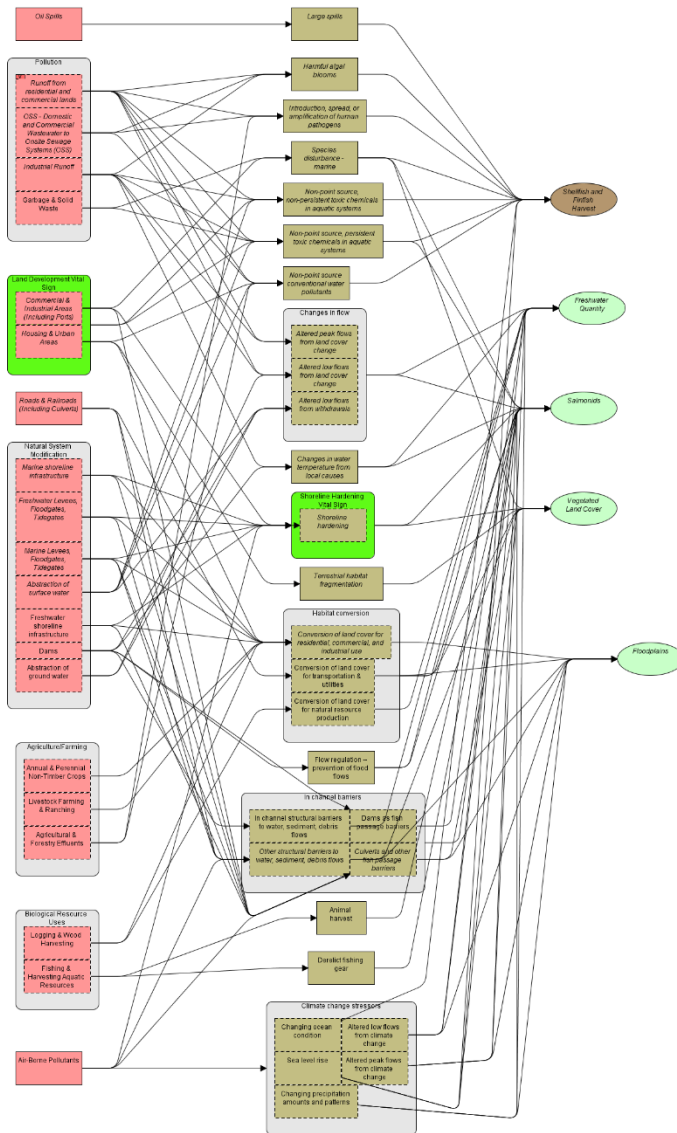 Oil Spills
Large spills
Pollution
Runoff from
residential and
commercial lands
OSS - Domestic
and Commercial
Wastewater to
Onsite Sewage
Systems (OSS)
Industrial Runoff
Garbage & Solid
Waste
Harmful algal
blooms
Introduction, spread, or
amplification of human
pathogens
Species
disturbance -
marine
Non-point source,
non-persistent toxic chemicals
in aquatic systems
Non-point source, persistent
toxic chemicals in aquatic
systems
Non-point source
conventional water
pollutants
Shellfish and
Finfish
Harvest
Land Development Vital
Sign
Commercial &
Industrial Areas
(Including Ports)
Housing & Urban
Areas
Changes in flow
Altered peak flows
from land cover
change
Altered low flows
from land cover
change
Altered low flows
from withdrawals
Freshwater
Quantity
Roads & Railroads
(Including Culverts)
Salmonids
Natural System
Modification
Marine shoreline
infrastructure
Freshwater Levees,
Floodgates,
Tidegates
Marine Levees,
Floodgates,
Tidegates
Abstraction of
surface water
Freshwater
shoreline
infrastructure
Dams
Abstraction of
ground water
Changes in water
temperature from
local causes
Shoreline Hardening
Vital Sign
Shoreline
hardening
Vegetated
Land Cover
Terrestrial habitat
fragmentation
Habitat conversion
Conversion of land cover for
residential, commercial, and
industrial use
Conversion of land cover
for transportation &
utilities
Conversion of land cover
for natural resource
production
Floodplains
Agriculture/Farming
Annual & Perennial
Non-Timber Crops
Livestock Farming
& Ranching
Agricultural &
Forestry Effluents
Flow regulation --
prevention of flood
flows
In channel barriers
In channel structural barriers
to water, sediment, debris
flows
Dams as fish
passage barriers
Other structural barriers to
water, sediment, debris flows
Culverts and other
fish passage
barriers
Biological Resource
Uses
Logging & Wood
Harvesting
Fishing &
Harvesting Aquatic
Resources
Animal
harvest
Derelict fishing
gear
Air-Borne Pollutants
Climate change stressors
Changing ocean
condition
Altered low flows
from climate
change
Sea level rise
Altered peak flows
from climate
change
Changing precipitation
amounts and patterns